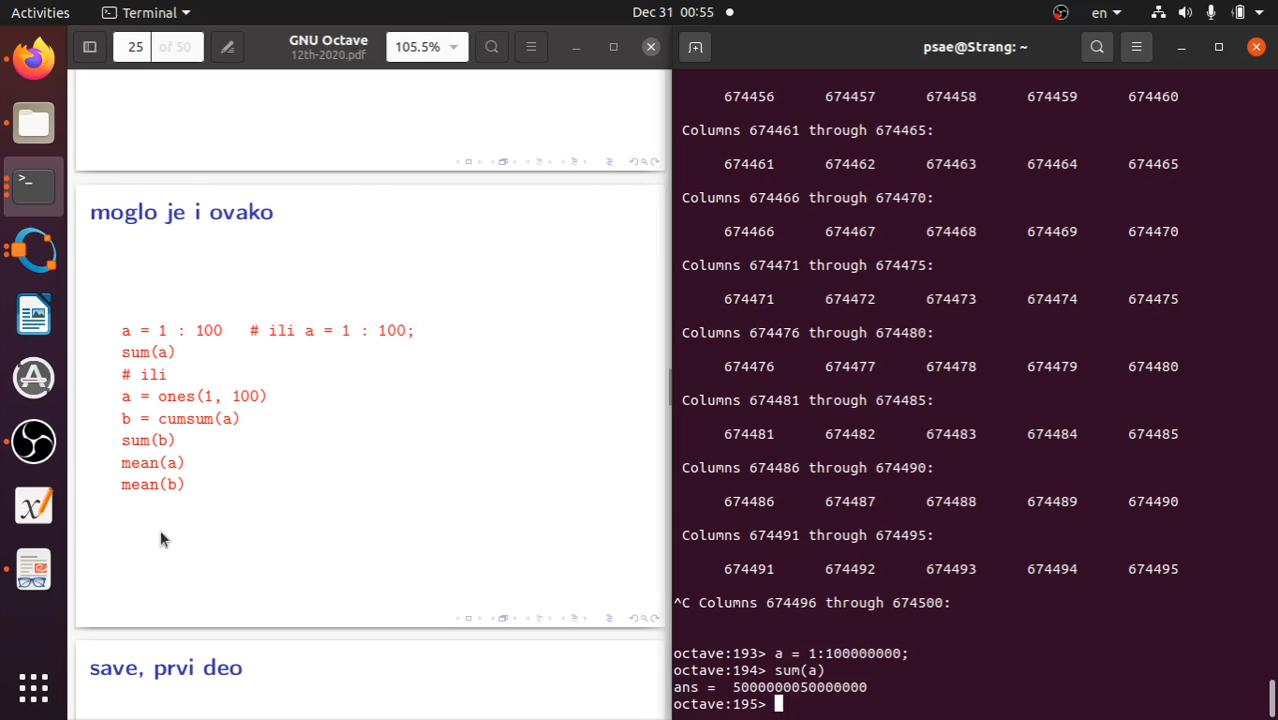 Activities
Terminal
Dec 31 00:55
en
25
of 50
GNU Octave
12th-2020.pdf
105.5%
moglo je i ovako
a = 1 : 100   # ili a = 1 : 100;
sum(a)
# ili
a = ones(1, 100)
b = cumsum(a)
sum(b)
mean(a)
mean(b)
save, prvi deo
psae@Strang: ~
674456 674457 674458 674459 674460
Columns 674461 through 674465:
674461 674462 674463 674464 674465
Columns 674466 through 674470:
674466 674467 674468 674469 674470
Columns 674471 through 674475:
674471 674472 674473 674474 674475
Columns 674476 through 674480:
674476 674477 674478 674479 674480
Columns 674481 through 674485:
674481 674482 674483 674484 674485
Columns 674486 through 674490:
674486 674487 674488 674489 674490
Columns 674491 through 674495:
674491 674492 674493 674494 674495
^C Columns 674496 through 674500:
octave:193> a = 1:100000000;
octave:194> sum(a)
ans =  5000000050000000
octave:195>